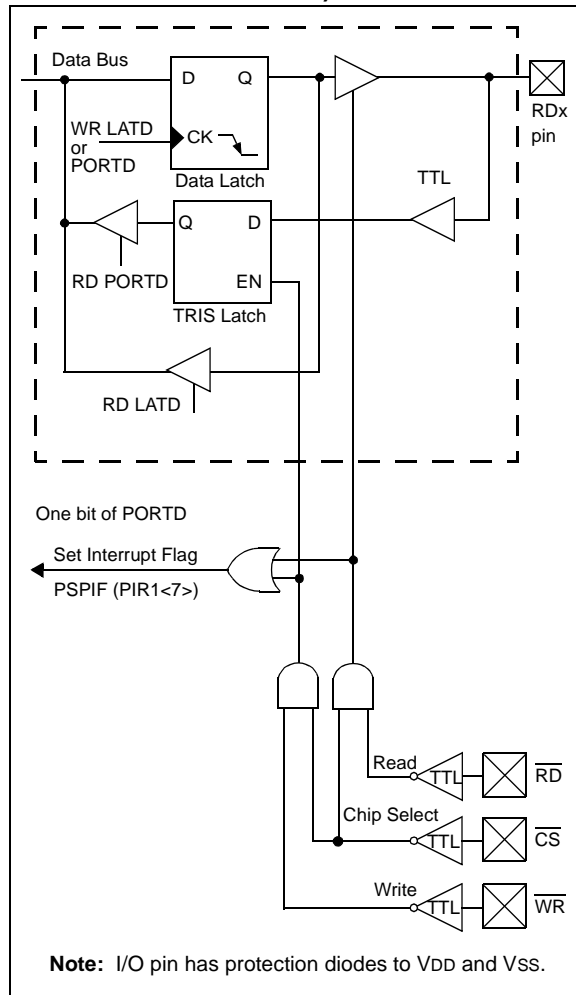 Data Bus
D Q
RDx
pin
WR LATD
or
PORTD
CK
Data Latch
TTL
Q D
RD PORTD
EN
TRIS Latch
RD LATD
One bit of PORTD
Set Interrupt Flag
PSPIF (PIR1<7>)
Read
TTL
RD
Chip Select
TTL
CS
Write
TTL
WR
Note: I/O pin has protection diodes to VDD and VSS.